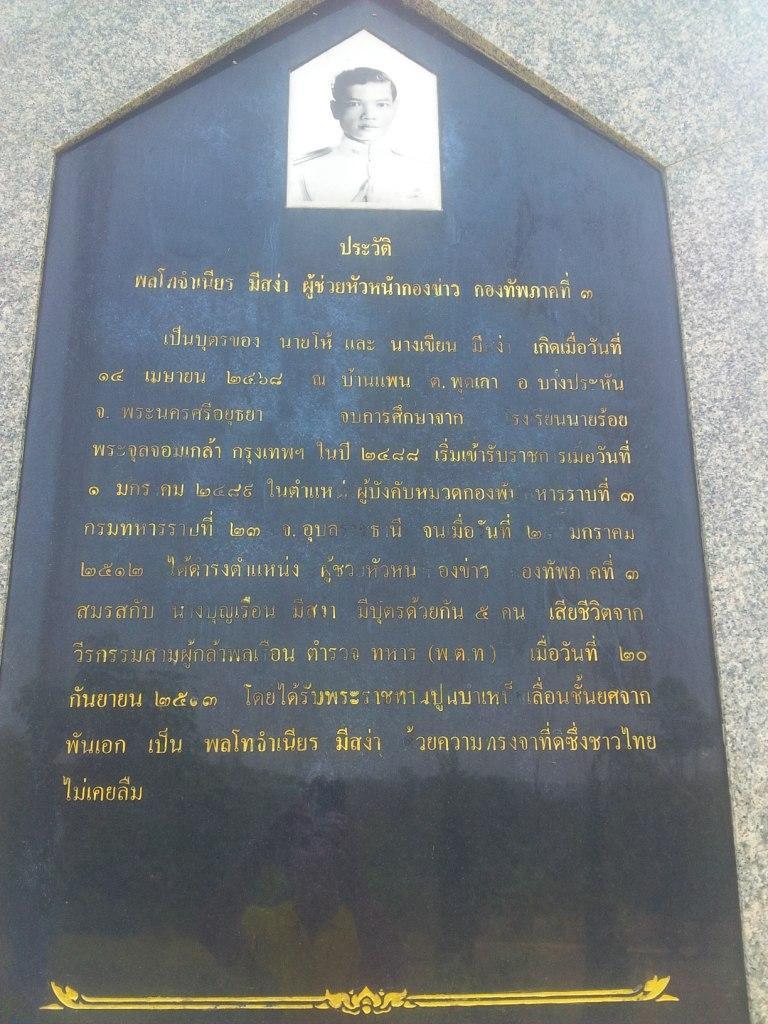 ประวัติ
พลโทจำเนียร มีสง่า ผู้ช่วยหัวหน้ากองข่าว กองทัพภาคที่ ๓
เป็นบุตรของ นายโห้ และ นางเขียน มีสง่า เกิดเมื่อวันที่
๑๔ เมษายน ๒๔๖๘ ณ บ้านแพน ต. พุดเลา อ บางปะหัน
จ. พระนครศรีอยุธยา จบการศึกษาจาก โรงเรียนนายร้อย
พระจุลจอมเกล้า กรุงเทพฯ ในปี ๒๔๘๘ เริ่มเข้ารับราชการเมื่อวันที่
๑ มกราคม ๒๔๘๙ ในตำแหน่ง ผู้บังคับหมวดกองพันทหารราบที่ ๓
กรมทหารราบที่ ๒๓ จ. อุบลราชธานี จนเมื่อวันที่ มกราคม
๒๕๑๒ ได้ดำรงตำแหน่ง ผู้ช่วยหัวหน้ากองข่าว กองทัพภาคที่ ๓
สมรสกับ นางบุญเรือน มีสง่า มีบุตรด้วยกัน ๕ คน เสียชีวิตจาก
วีรกรรมสามผู้กล้าพลเรือน ตำรวจ ทหาร (พ.ต.ท) เมื่อวันที่ ๒๐
กันยายน ๒๕๑๓ โดยได้รับพระราชทานปูนบำเหน็จเลื่อนชั้นยศจาก
พันเอก เป็น พลโทจำเนียร มีสง่า ด้วยความทรงจำที่ดีซึ่งชาวไทย
ไม่เคยลืม